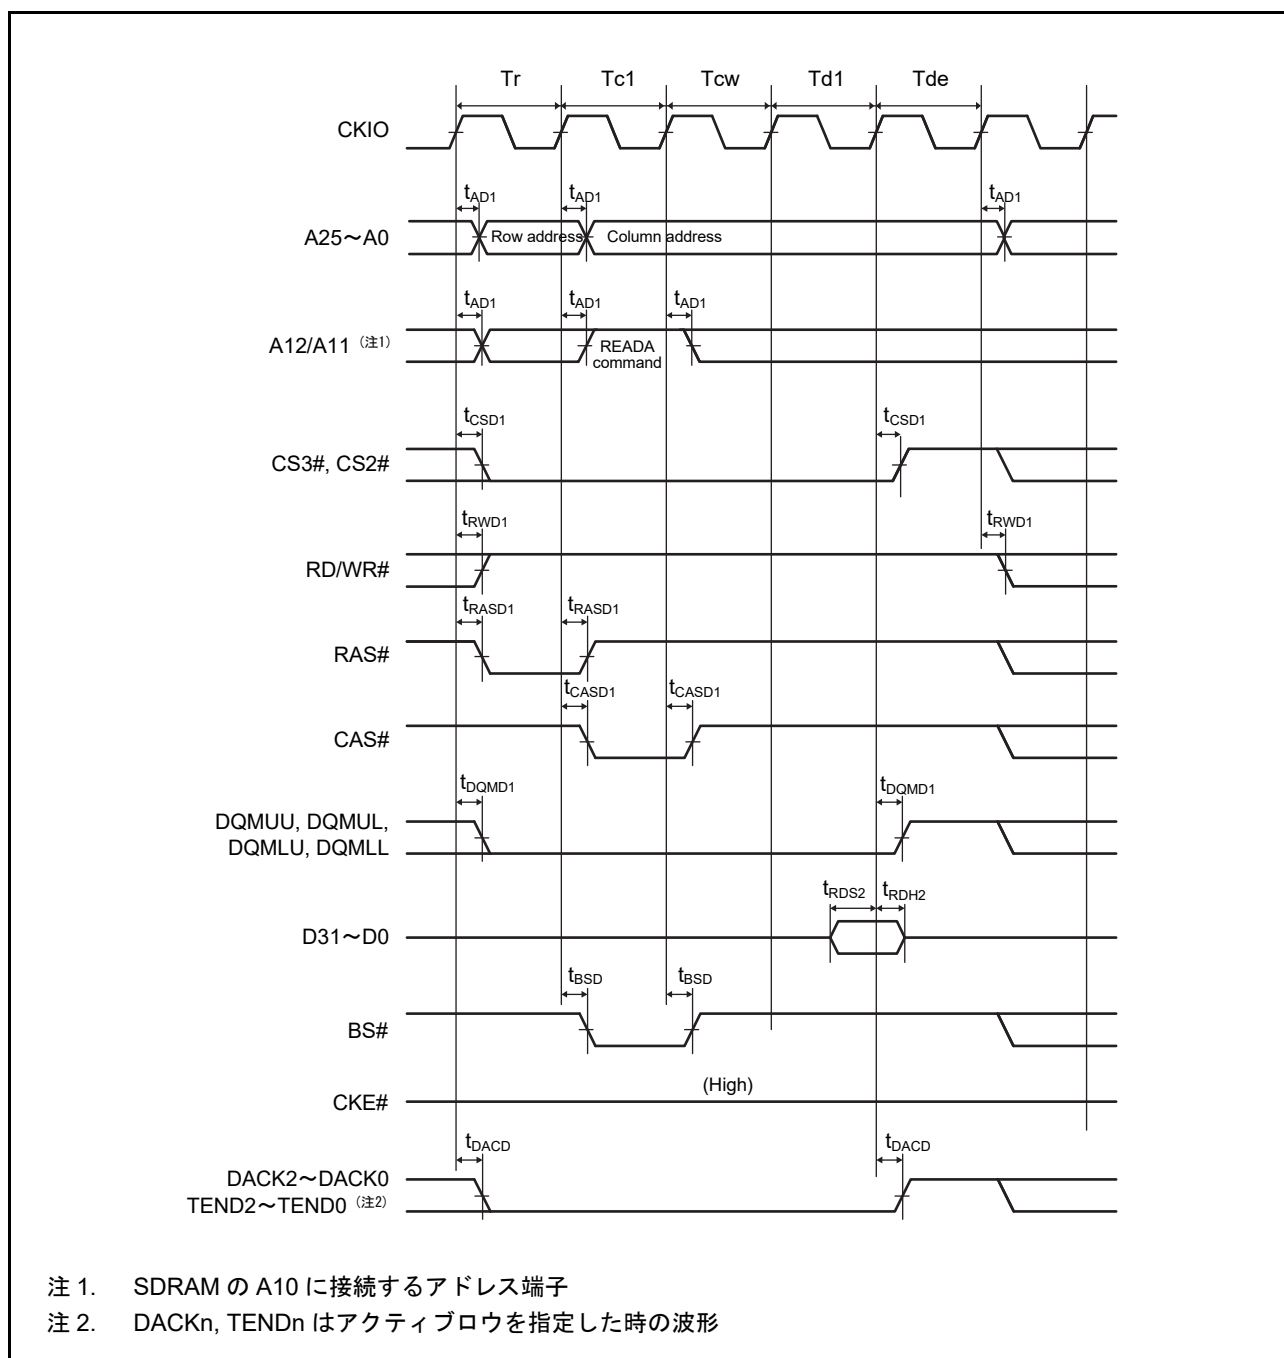 Tr Tc1 Tcw Td1 Tde
CKIO
tAD1 tAD1 tAD1
A25～A0 Row address Column address
tAD1 tAD1 tAD1
A12/A11 （注1） READA
command
tCSD1 tCSD1
CS3#, CS2#
tRWD1 tRWD1
RD/WR#
tRASD1 tRASD1
RAS#
tCASD1 tCASD1
CAS#
tDQMD1 tDQMD1
DQMUU, DQMUL,
DQMLU, DQMLL
tRDS2 tRDH2
D31～D0
tBSD tBSD
BS#
(High)
CKE#
tDACD tDACD
DACK2～DACK0
TEND2～TEND0 （注2）
注 1. SDRAM の A10 に接続するアドレス端子
注 2. DACKn, TENDn はアクティブロウを指定した時の波形